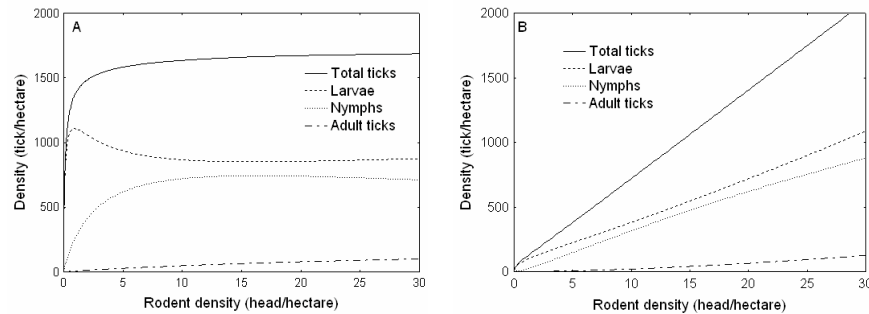 A
2000
1500
1000
500
0
Density (tick/hectare)
Total ticks
Larvae
Nymphs
Adult ticks
0 5 10 15 20 25 30
Rodent density (head/hectare)
B
2000
1500
1000
500
0
Density (tick/hectare)
Total ticks
Larvae
Nymphs
Adult ticks
0 5 10 15 20 25 30
Rodent density (head/hectare)